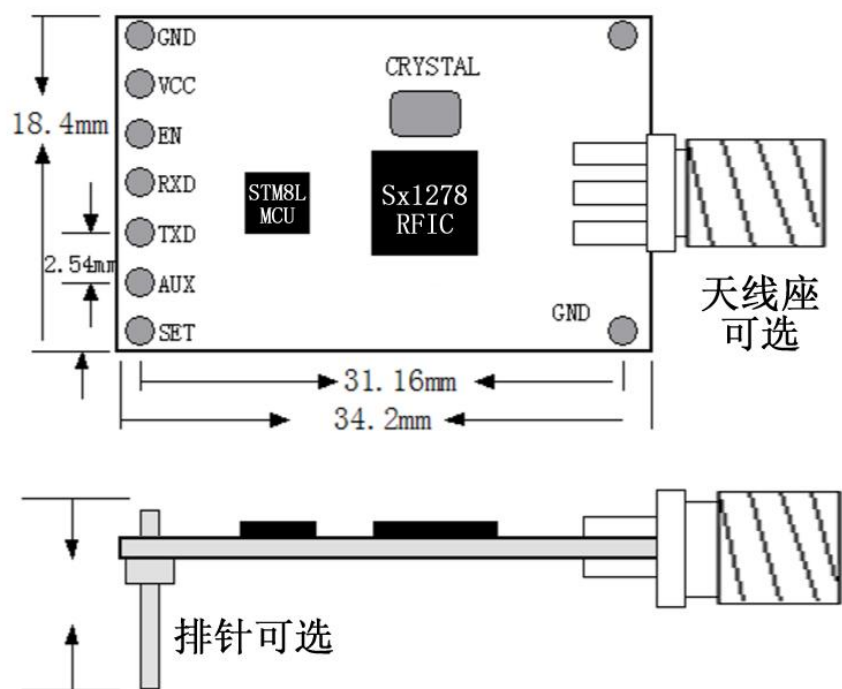 GND
VCC
CRYSTAL
18.4mm
EN
RXD
STM8L
MCU
Sx1278
RFIC
TXD
2.54mm
AUX
天线座
可选
GND
SET
31.16mm
34.2mm
排针可选